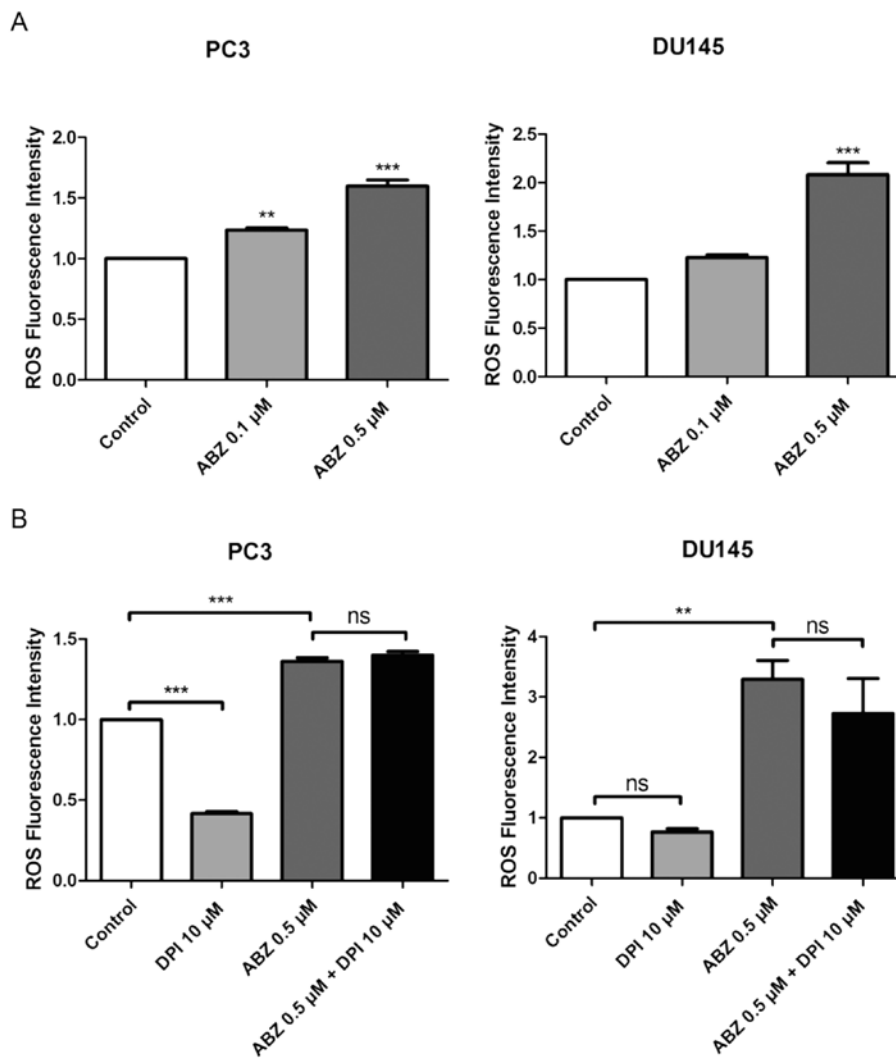 A
PC3
ROS Fluorescence Intensity
2.0
1.5
1.0
0.5
0.0
**
***
Control
ABZ 0.1 µM
ABZ 0.5 µM
DU145
ROS Fluorescence Intensity
2.5
2.0
1.5
1.0
0.5
0.0
***
Control
ABZ 0.1 µM
ABZ 0.5 µM
B
PC3
ROS Fluorescence Intensity
1.5
1.0
0.5
0.0
***
***
ns
Control
DPI 10 µM
ABZ 0.5 µM
ABZ 0.5 µM + DPI 10 µM
DU145
ROS Fluorescence Intensity
4
3
2
1
0
**
ns
ns
Control
DPI 10 µM
ABZ 0.5 µM
ABZ 0.5 µM + DPI 10 µM